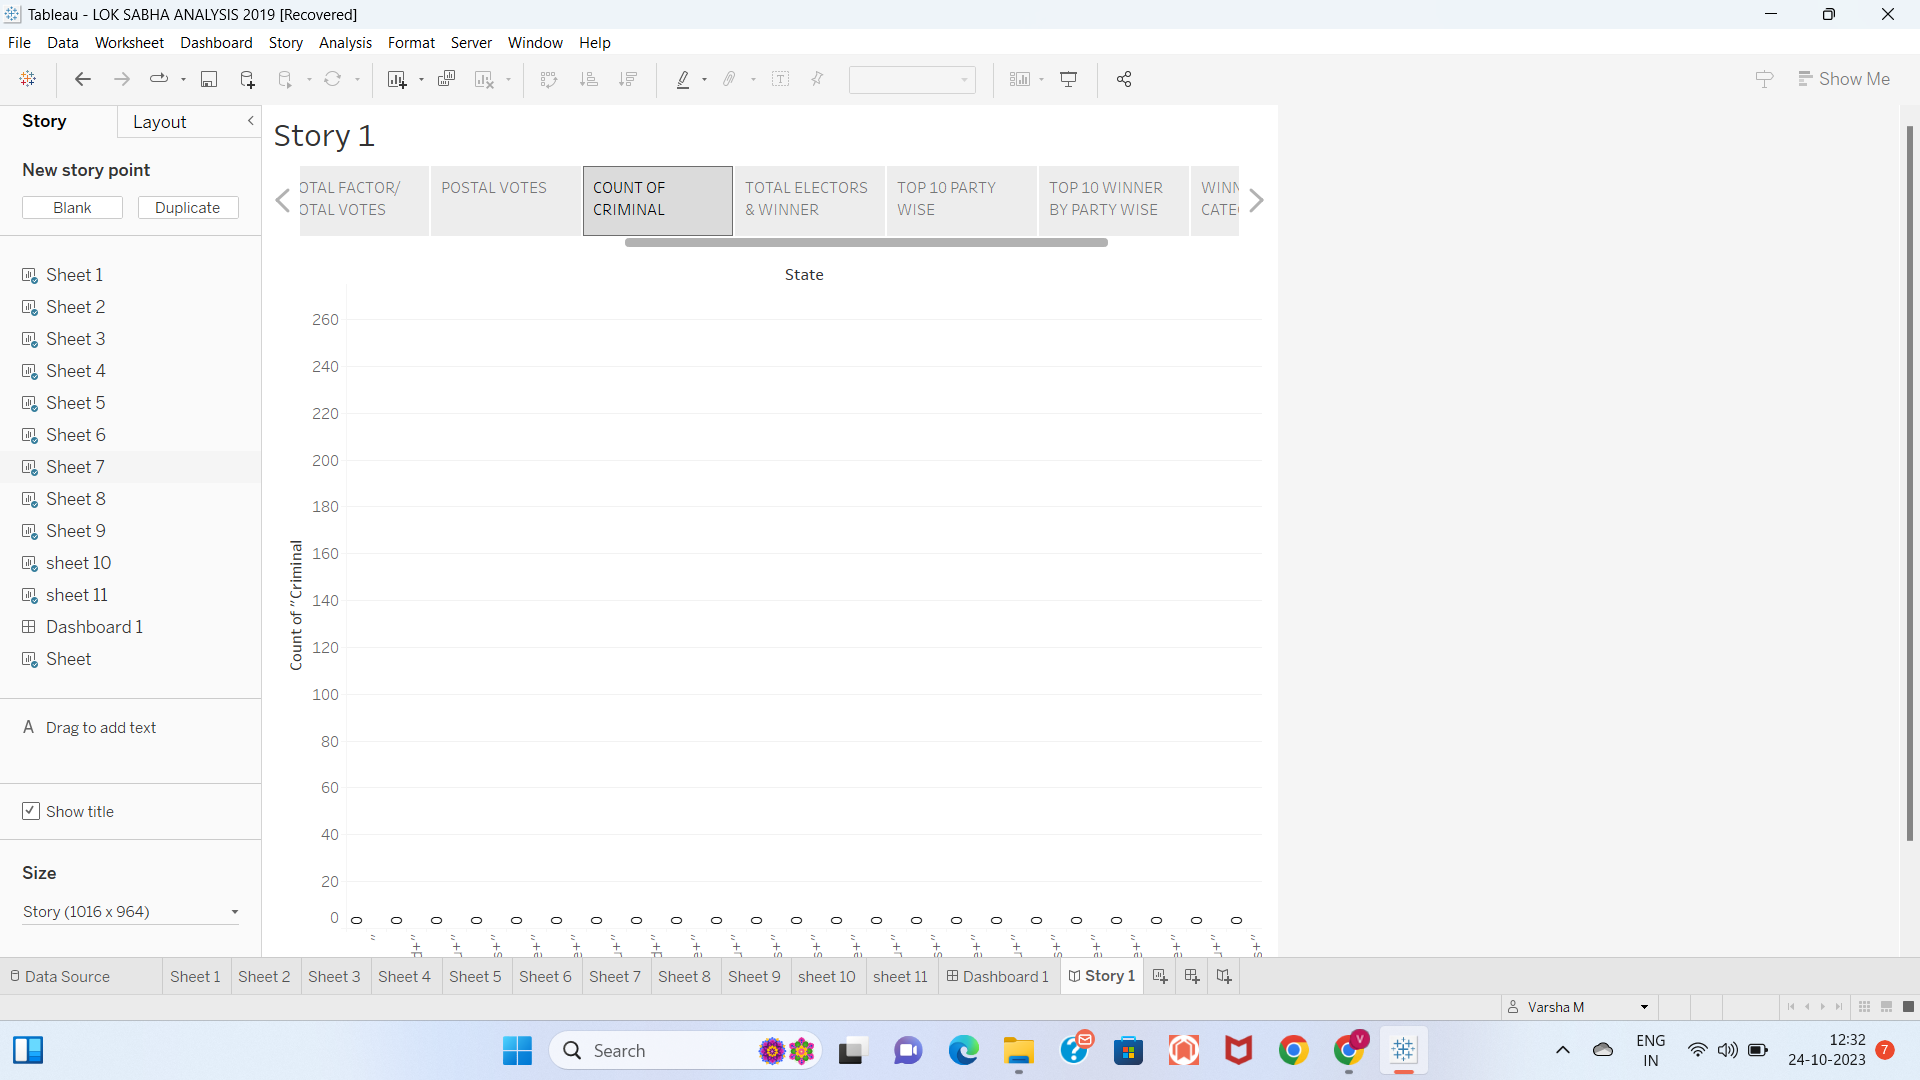 Tableau - LOK SABHA ANALYSIS 2019 [Recovered]
File Data Worksheet Dashboard Story Analysis Format Server Window Help
Show Me
Story Layout
New story point
Blank Duplicate
Sheet 1
Sheet 2
Sheet 3
Sheet 4
Sheet 5
Sheet 6
Sheet 7
Sheet 8
Sheet 9
sheet 10
sheet 11
Dashboard 1
Sheet
A Drag to add text
Show title
Size
Story (1016 x 964)
Story 1
OTAL FACTOR/
OTAL VOTES
POSTAL VOTES
COUNT OF
CRIMINAL
TOTAL ELECTORS
& WINNER
TOP 10 PARTY
WISE
TOP 10 WINNER
BY PARTY WISE
WINN
CATE
State
Count of "Criminal
260
240
220
200
180
160
140
120
100
80
60
40
20
0
0 0 0 0 0 0 0 0 0 0 0 0 0 0 0 0 0 0 0 0 0 0 0
Data Source Sheet 1 Sheet 2 Sheet 3 Sheet 4 Sheet 5 Sheet 6 Sheet 7 Sheet 8 Sheet 9 sheet 10 sheet 11 Dashboard 1 Story 1
Varsha M
Search
V
ENG
IN
12:32
24-10-2023
7